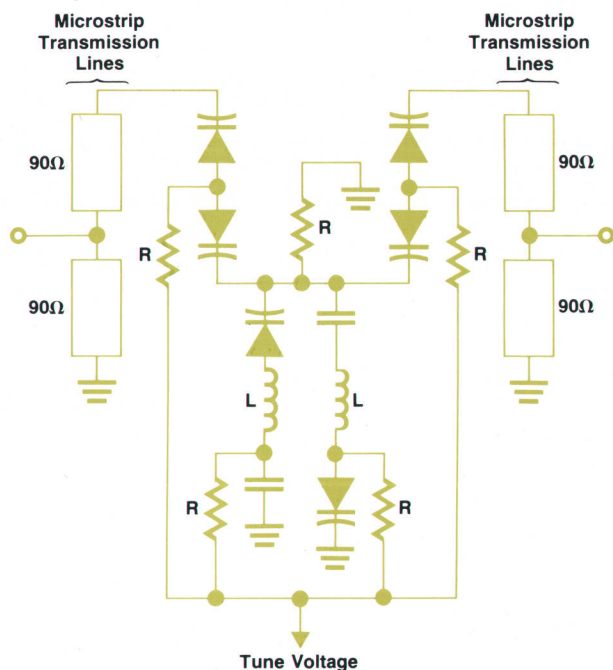 Microstrip
Transmission
Lines
Microstrip
Transmission
Lines
90Ω
90Ω
R
R
R
90Ω
90Ω
L
L
R
R
Tune Voltage